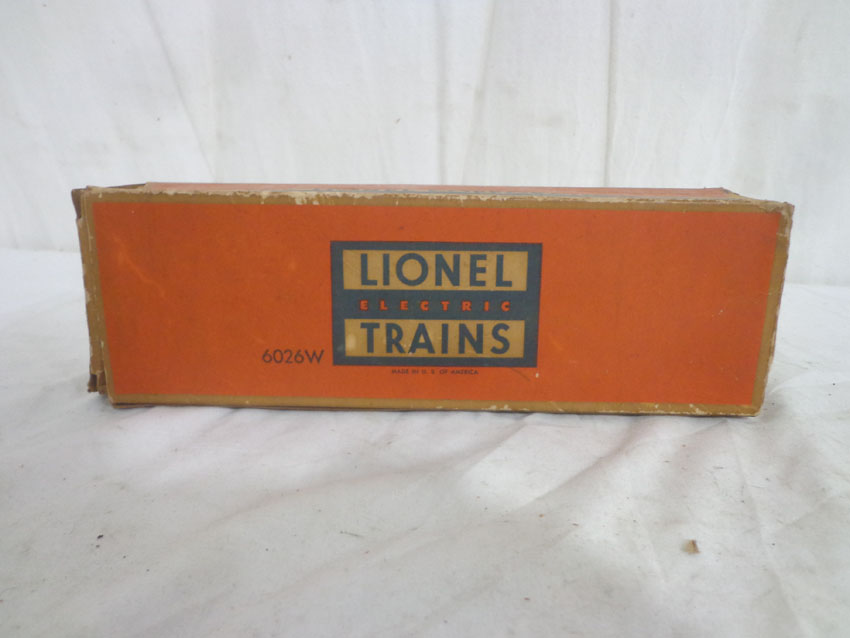 LIONEL
ELECTRIC
TRAINS
6026W
MADE IN U. S. OF AMERICA